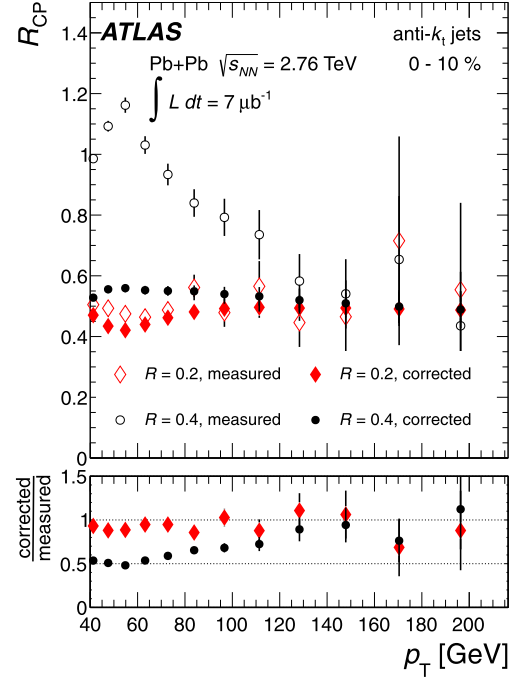 R_CP
ATLAS
anti-k_t jets
Pb+Pb √s_NN = 2.76 TeV
0 - 10 %
∫ L dt = 7 μb⁻¹
1.4
1.2
1
0.8
0.6
0.4
0.2
0
R = 0.2, measured
R = 0.2, corrected
R = 0.4, measured
R = 0.4, corrected
corrected
measured
1.5
1
0.5
0
40 60 80 100 120 140 160 180 200
p_T [GeV]